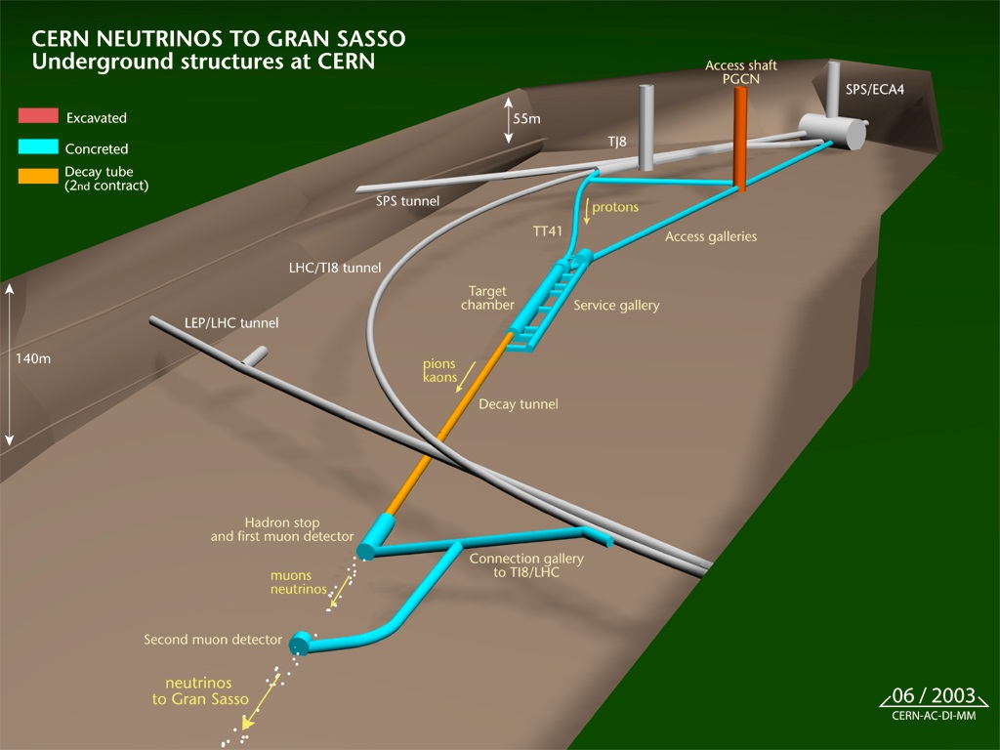 CERN NEUTRINOS TO GRAN SASSO
Underground structures at CERN
Excavated
Concreted
Decay tube
(2nd contract)
Access shaft
PGCN
SPS/ECA4
55m
TJ8
SPS tunnel
protons
TT41
Access galleries
LHC/TI8 tunnel
Target
chamber
Service gallery
LEP/LHC tunnel
140m
pions
kaons
Decay tunnel
Hadron stop
and first muon detector
Connection gallery
to TI8/LHC
muons
neutrinos
Second muon detector
neutrinos
to Gran Sasso
06 / 2003
CERN-AC-DI-MM